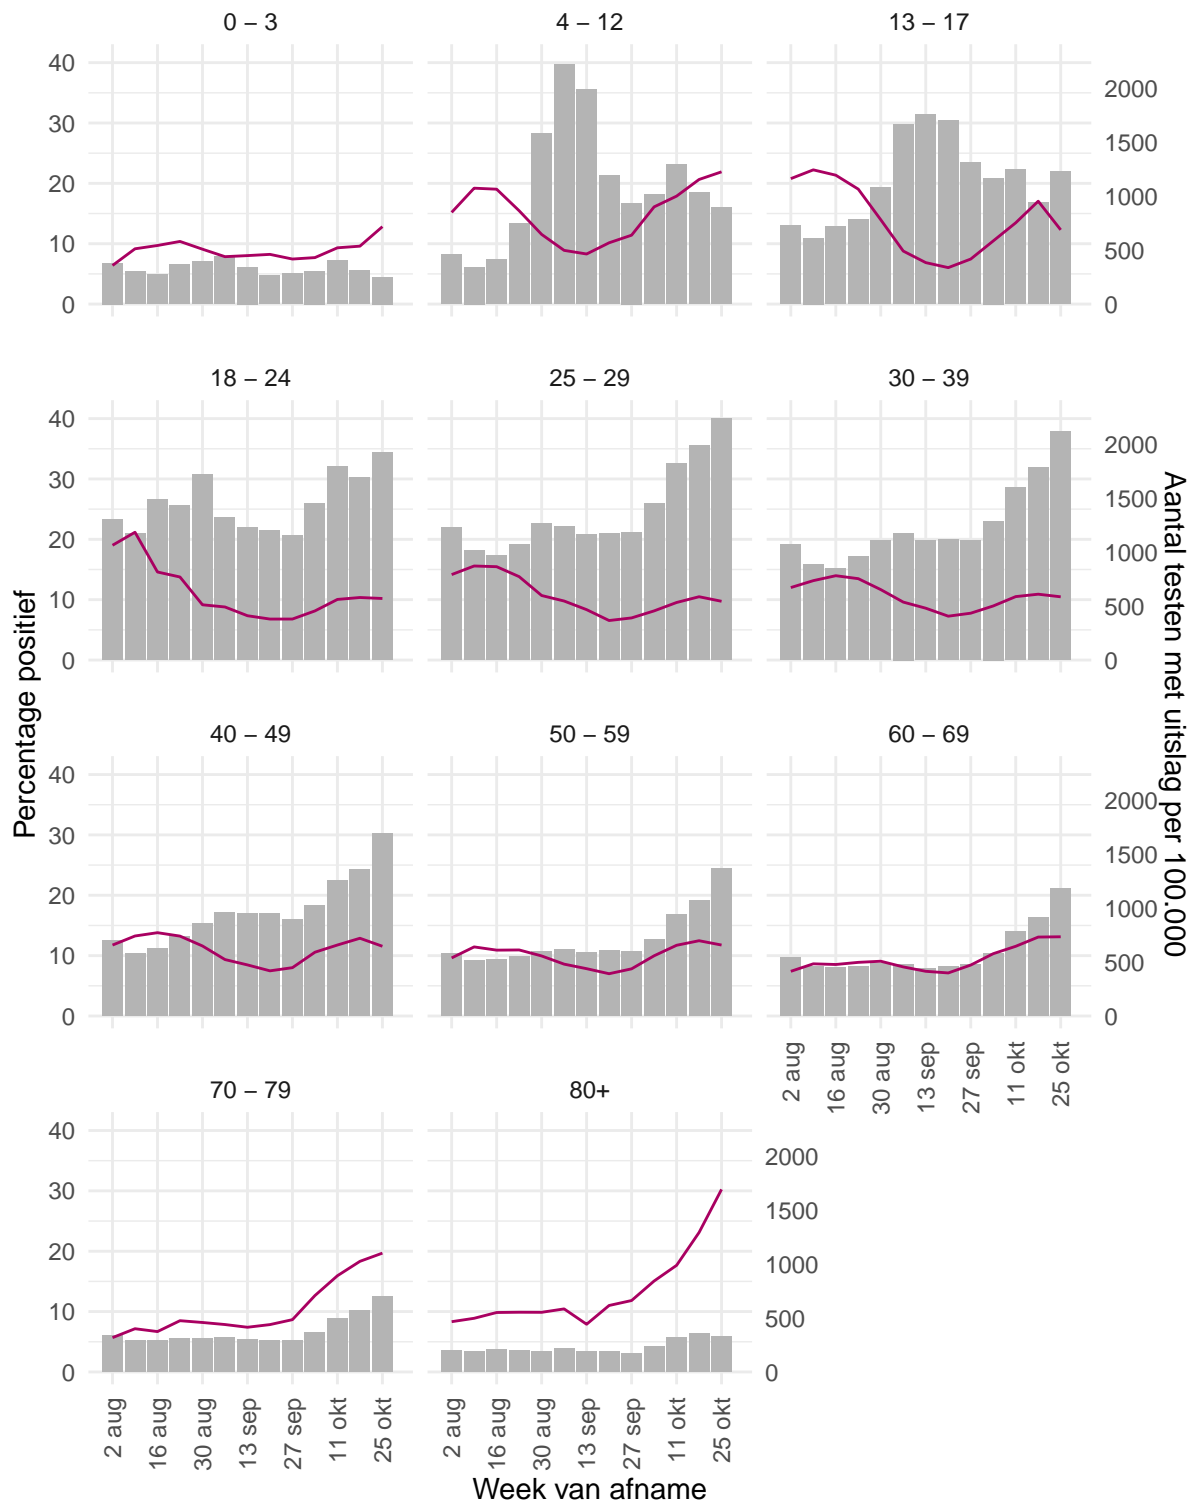 0 – 3
4 – 12
13 – 17
40
30
20
10
0
2000
1500
1000
500
0
18 – 24
25 – 29
30 – 39
40
30
20
10
0
2000
1500
1000
500
0
Percentage positief
Aantal testen met uitslag per 100.000
40 – 49
50 – 59
60 – 69
40
30
20
10
0
2000
1500
1000
500
0
2 aug
16 aug
30 aug
13 sep
27 sep
11 okt
25 okt
70 – 79
80+
40
30
20
10
0
2000
1500
1000
500
0
2 aug
16 aug
30 aug
13 sep
27 sep
11 okt
25 okt
2 aug
16 aug
30 aug
13 sep
27 sep
11 okt
25 okt
Week van afname